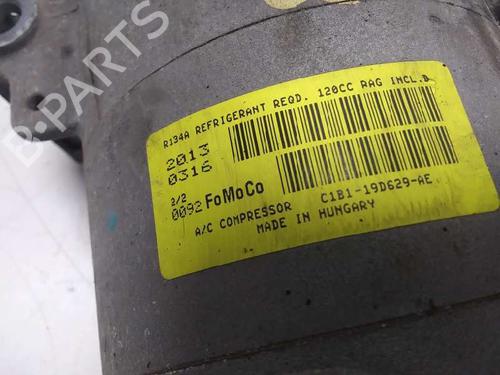 B-PARTS
R134A REFRIGERANT REQD. 120CC RAG INCL.D
2013
0316
2/2
0092 FoMoCo
C1B1-19D629-AE
A/C COMPRESSOR
MADE IN HUNGARY